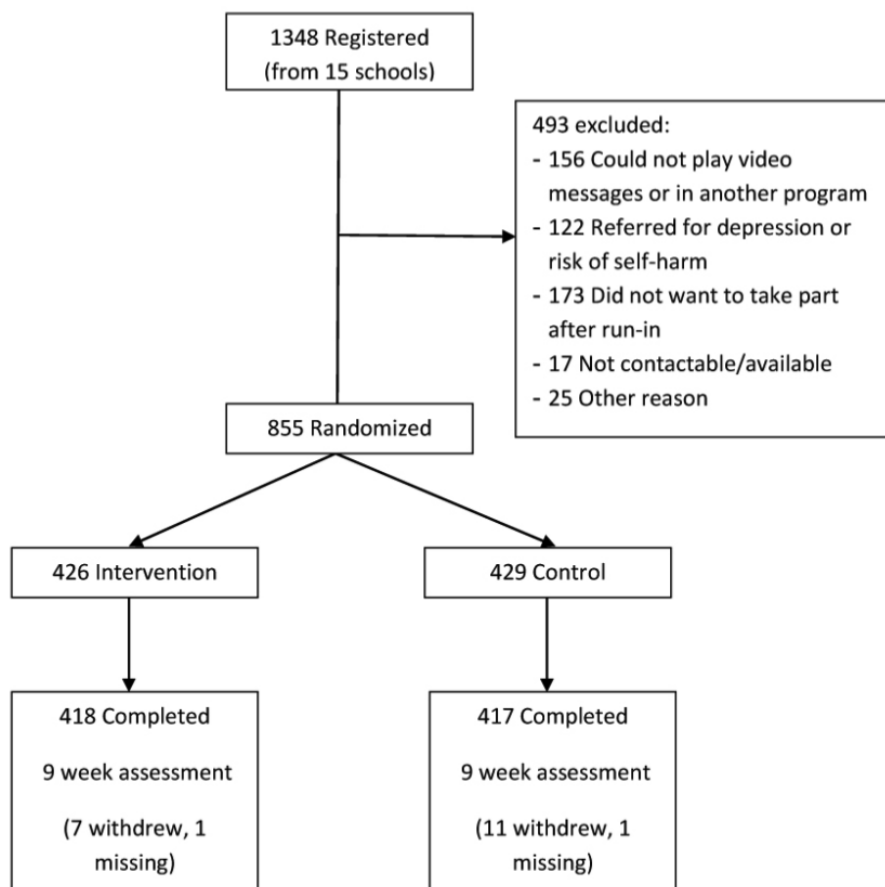 1348 Registered
(from 15 schools)
493 excluded:
- 156 Could not play video
messages or in another program
- 122 Referred for depression or
risk of self-harm
- 173 Did not want to take part
after run-in
- 17 Not contactable/available
- 25 Other reason
855 Randomized
426 Intervention
429 Control
418 Completed
9 week assessment
(7 withdrew, 1
missing)
417 Completed
9 week assessment
(11 withdrew, 1
missing)